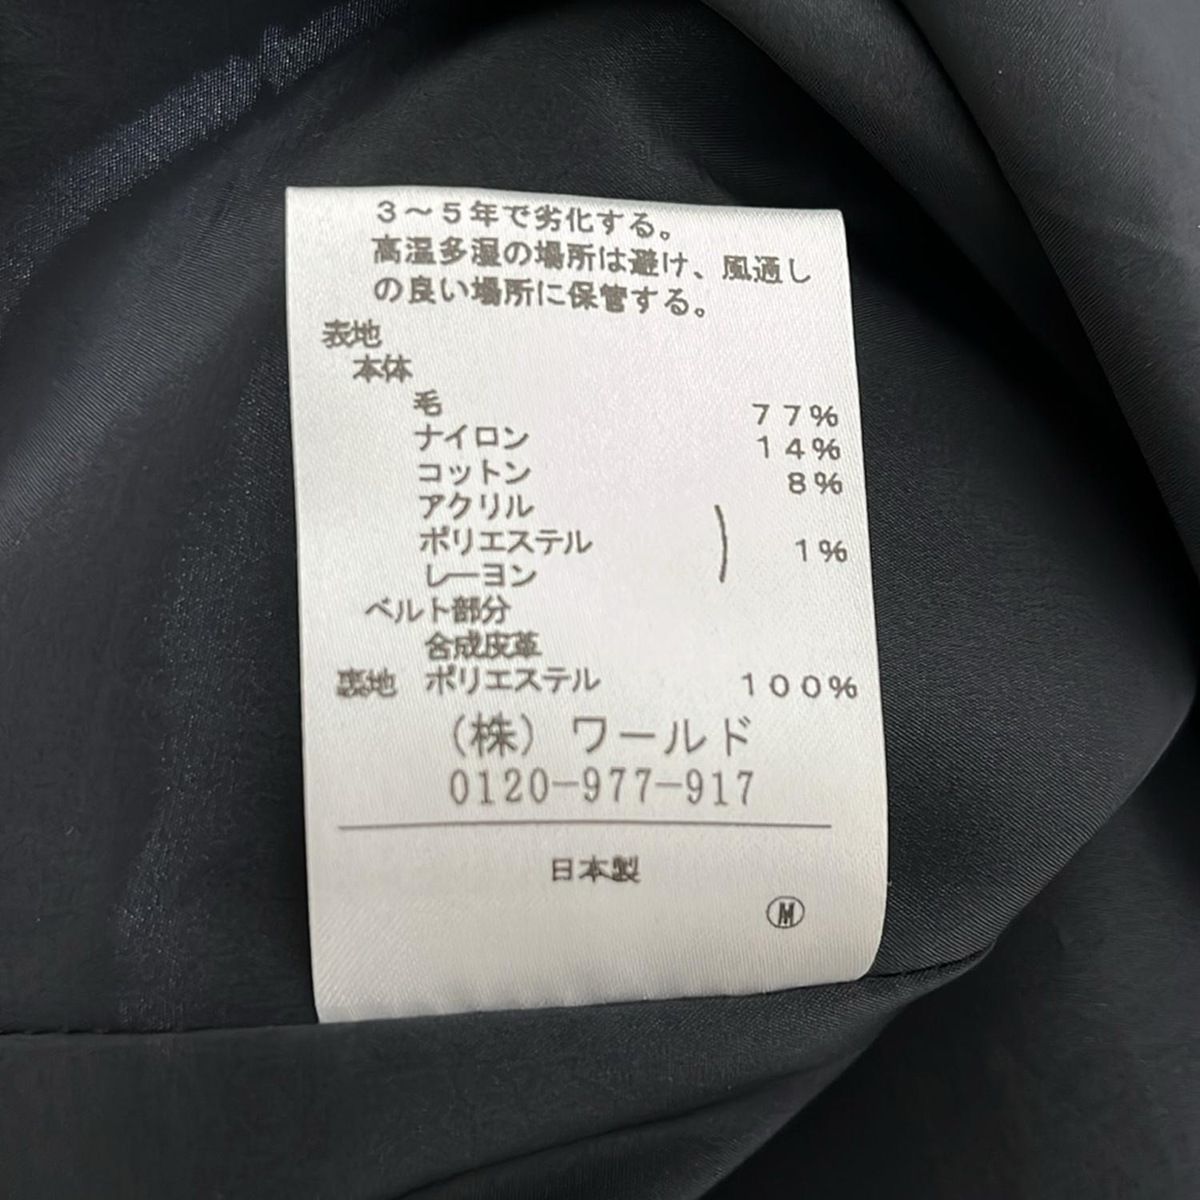 3～5年で劣化する。
高温多湿の場所は避け、風通し
の良い場所に保管する。
表地
本体
毛 77%
ナイロン 14%
コットン 8%
アクリル
ポリエステル ) 1%
レーヨン
ベルト部分
合成皮革
裏地 ポリエステル 100%
(株) ワールド
0120-977-917
日本製
Ⓜ